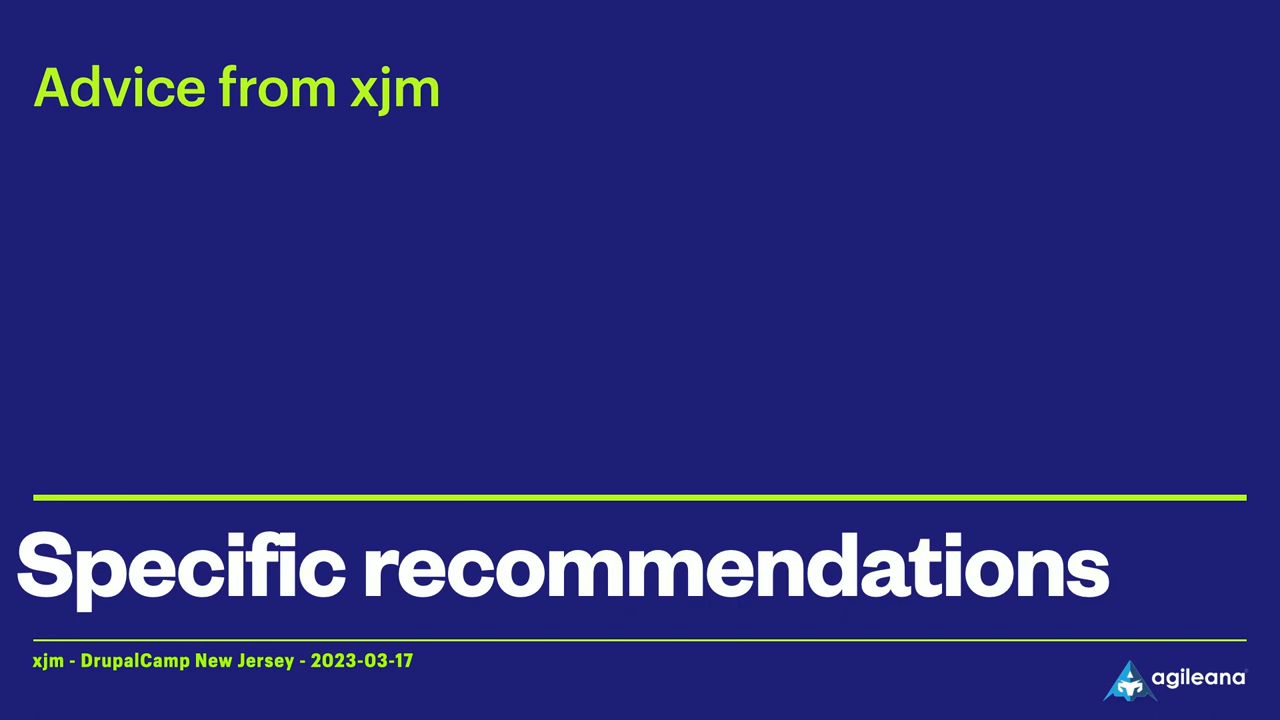 Advice from xjm
Specific recommendations
xjm - DrupalCamp New Jersey - 2023-03-17
agileana